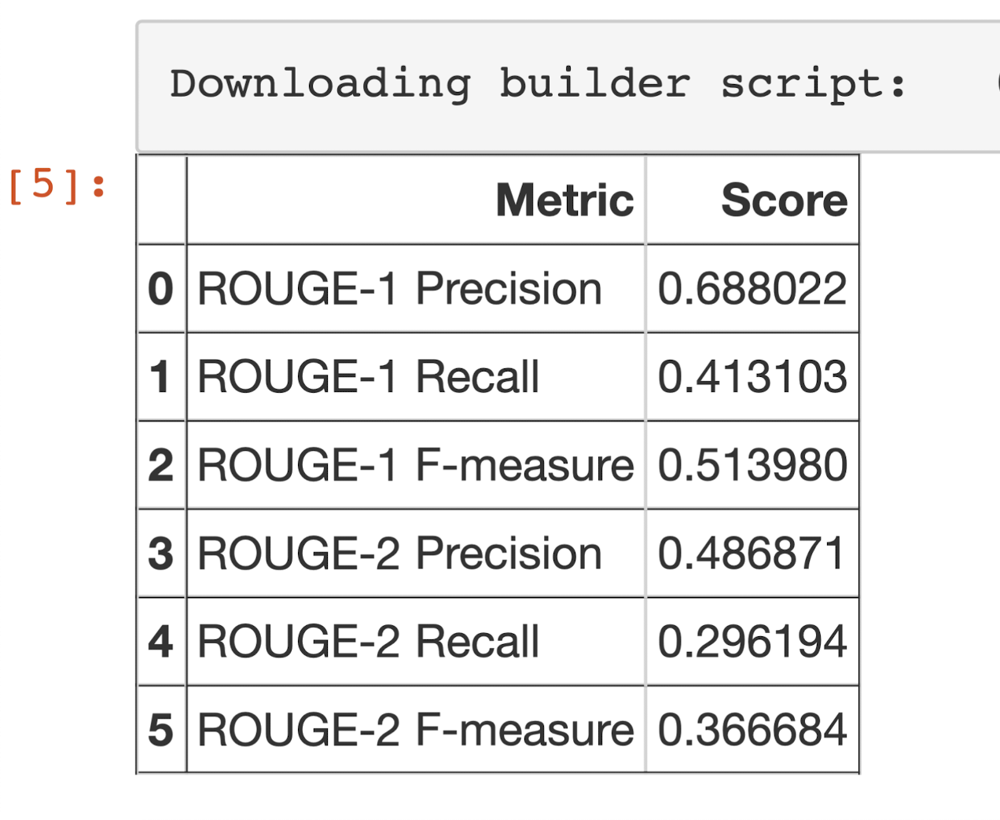 Downloading builder script:
[5]:
Metric Score
0 ROUGE-1 Precision 0.688022
1 ROUGE-1 Recall 0.413103
2 ROUGE-1 F-measure 0.513980
3 ROUGE-2 Precision 0.486871
4 ROUGE-2 Recall 0.296194
5 ROUGE-2 F-measure 0.366684